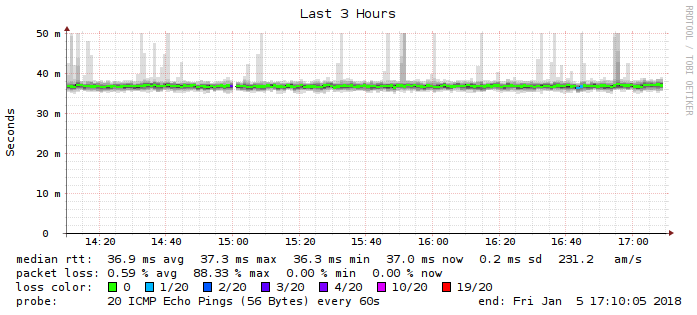 Last 3 Hours
RRDTOOL / TOBI OETIKER
Seconds
50 m
40 m
30 m
20 m
10 m
0
14:20 14:40 15:00 15:20 15:40 16:00 16:20 16:40 17:00
median rtt: 36.9 ms avg 37.3 ms max 36.3 ms min 37.0 ms now 0.2 ms sd 231.2 am/s
packet loss: 0.59 % avg 88.33 % max 0.00 % min 0.00 % now
loss color: 0 1/20 2/20 3/20 4/20 10/20 19/20
probe: 20 ICMP Echo Pings (56 Bytes) every 60s end: Fri Jan 5 17:10:05 2018